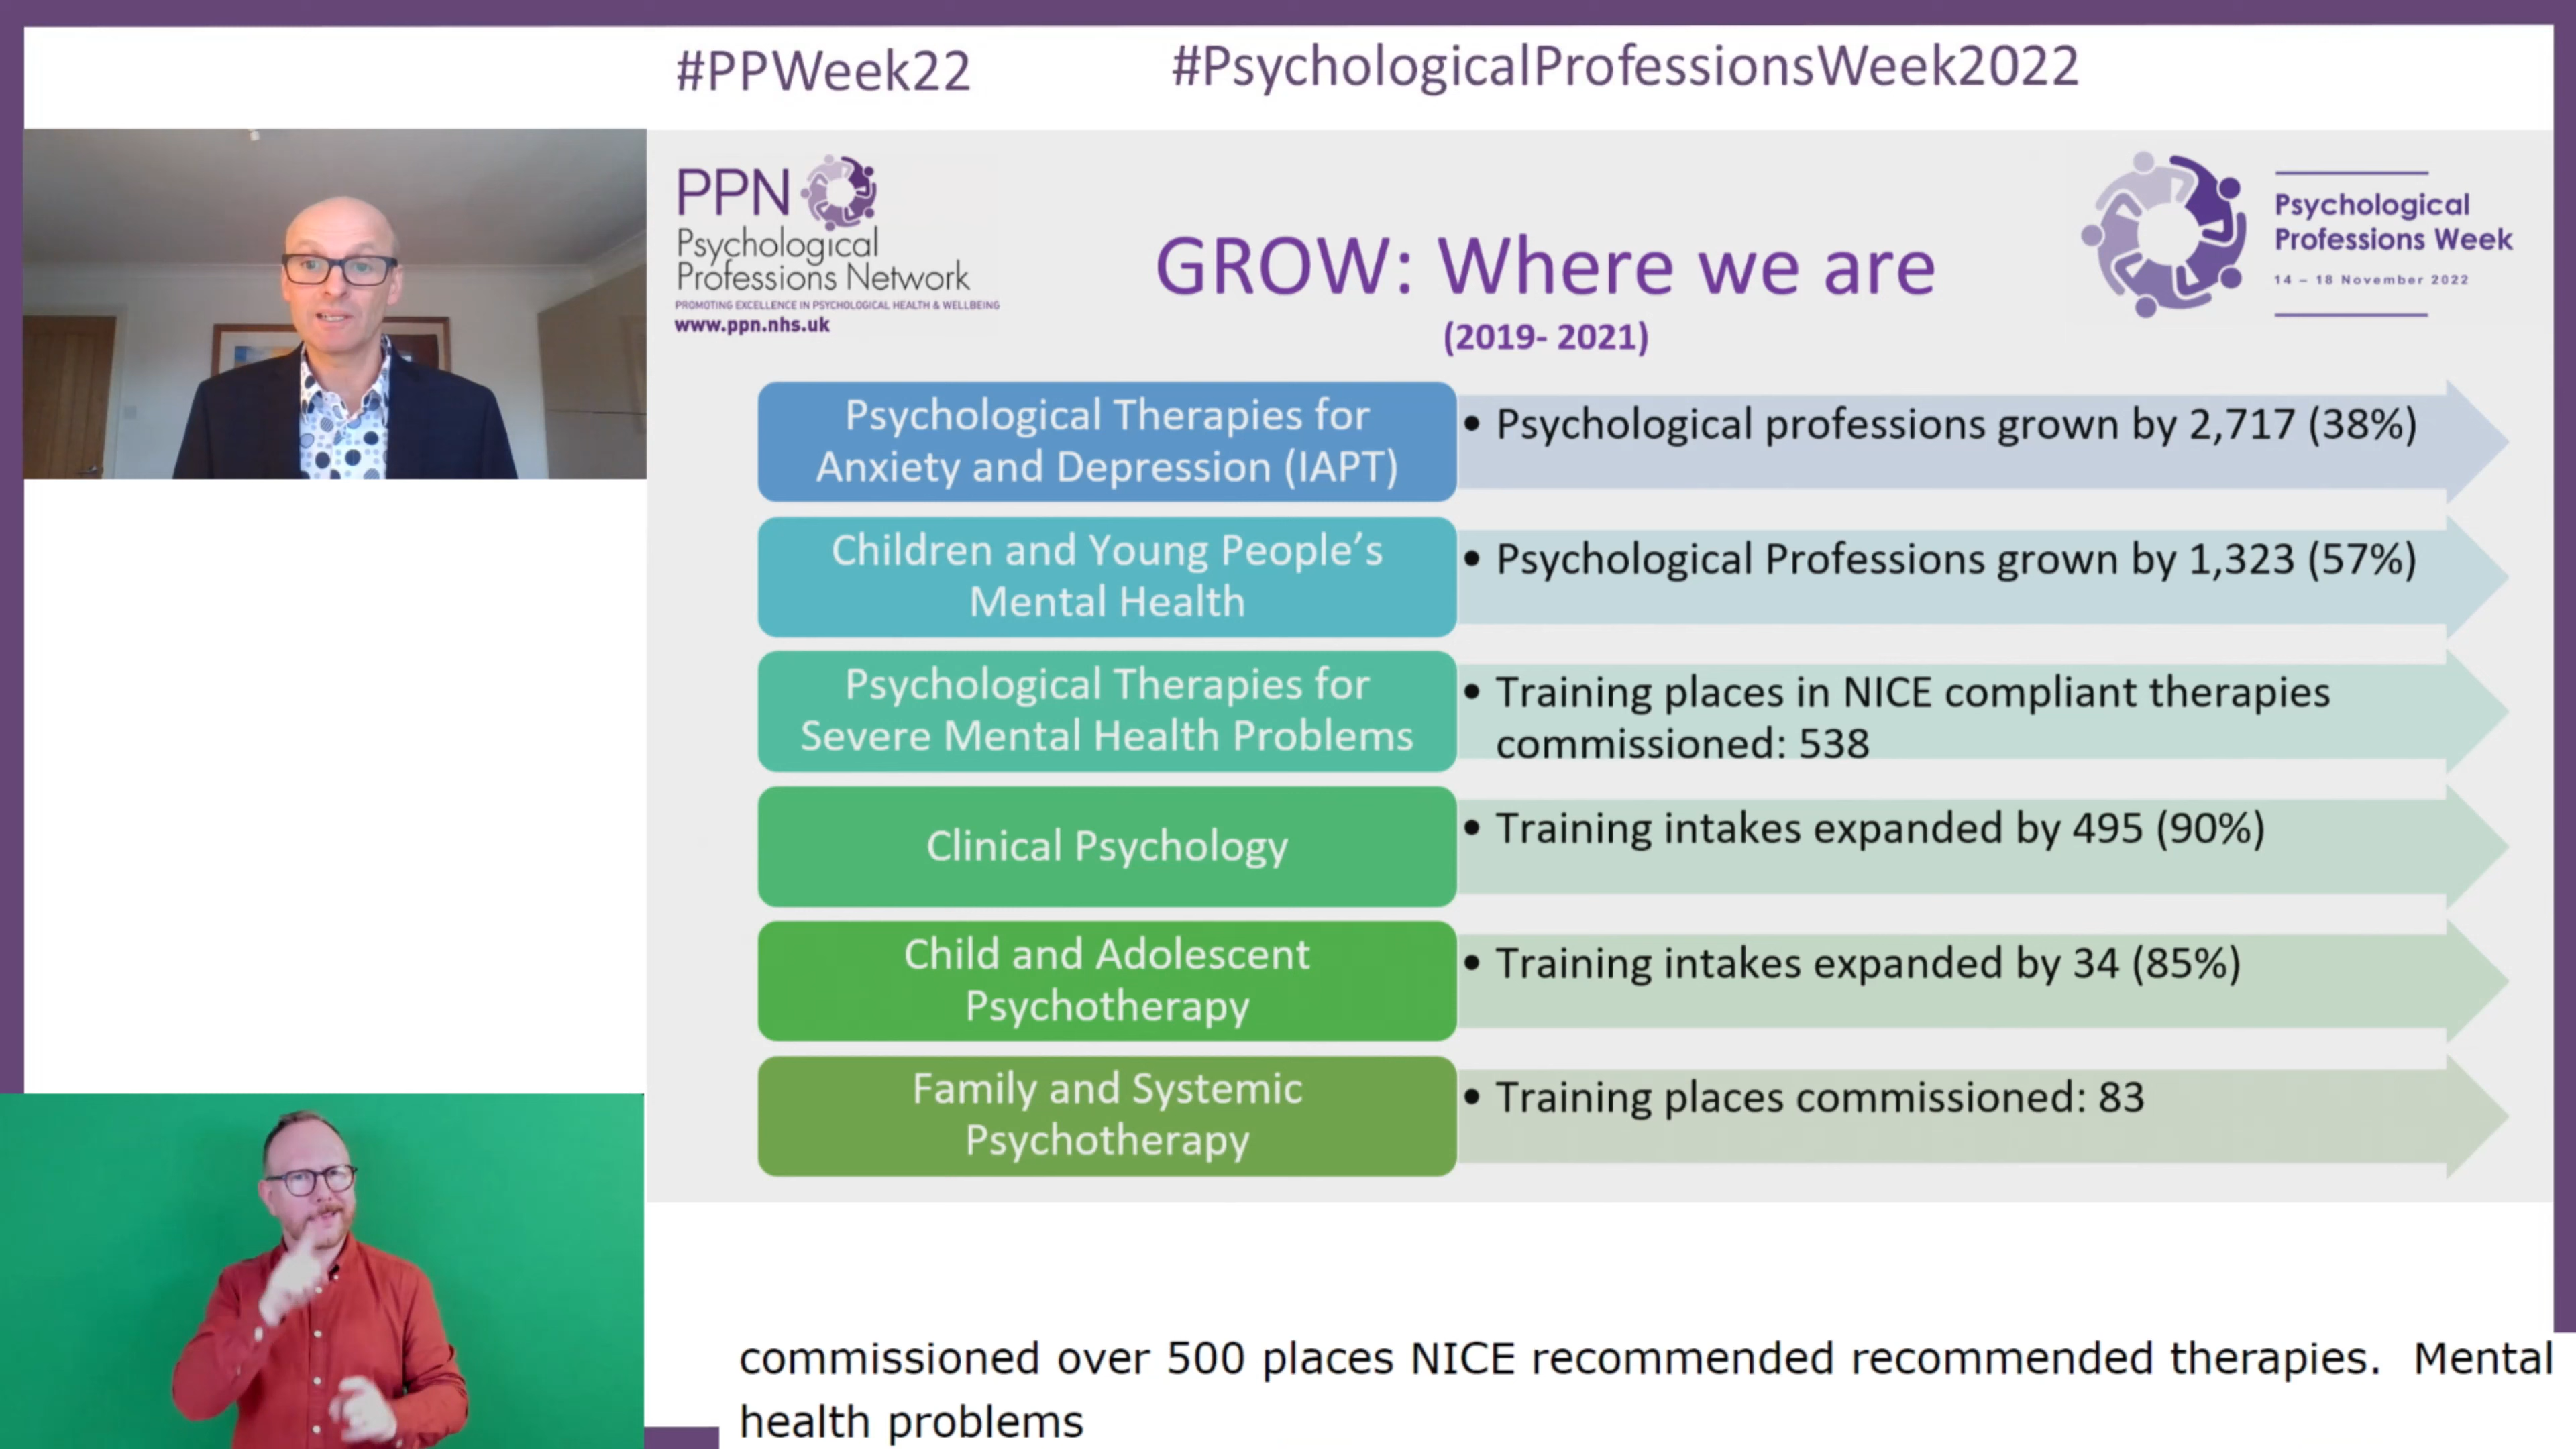 #PPWeek22
#PsychologicalProfessionsWeek2022
PPN
Psychological
Professions Network
PROMOTING EXCELLENCE IN PSYCHOLOGICAL HEALTH & WELLBEING
www.ppn.nhs.uk
GROW: Where we are
(2019- 2021)
Psychological
Professions Week
14 – 18 November 2022
Psychological Therapies for
Anxiety and Depression (IAPT)
• Psychological professions grown by 2,717 (38%)
Children and Young People’s
Mental Health
• Psychological Professions grown by 1,323 (57%)
Psychological Therapies for
Severe Mental Health Problems
• Training places in NICE compliant therapies
commissioned: 538
Clinical Psychology
• Training intakes expanded by 495 (90%)
Child and Adolescent
Psychotherapy
• Training intakes expanded by 34 (85%)
Family and Systemic
Psychotherapy
• Training places commissioned: 83
commissioned over 500 places NICE recommended recommended therapies.  Mental
health problems